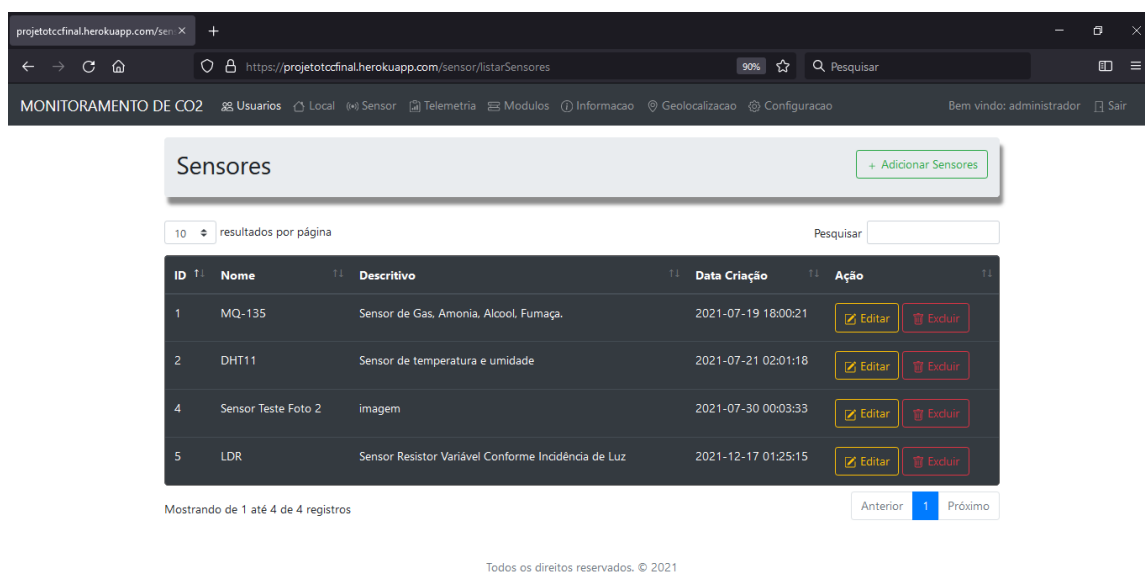 projetotccfinal.herokuapp.com/sen
https://projetotccfinal.herokuapp.com/sensor/listarSensores 90% Pesquisar
MONITORAMENTO DE CO2 Usuarios Local Sensor Telemetria Modulos Informacao Geolocalizacao Configuracao Bem vindo: administrador Sair
Sensores + Adicionar Sensores
10 resultados por página Pesquisar
ID Nome Descritivo Data Criação Ação
1 MQ-135 Sensor de Gas, Amonia, Alcool, Fumaça. 2021-07-19 18:00:21 Editar Excluir
2 DHT11 Sensor de temperatura e umidade 2021-07-21 02:01:18 Editar Excluir
4 Sensor Teste Foto 2 imagem 2021-07-30 00:03:33 Editar Excluir
5 LDR Sensor Resistor Variável Conforme Incidência de Luz 2021-12-17 01:25:15 Editar Excluir
Mostrando de 1 até 4 de 4 registros Anterior 1 Próximo
Todos os direitos reservados. © 2021